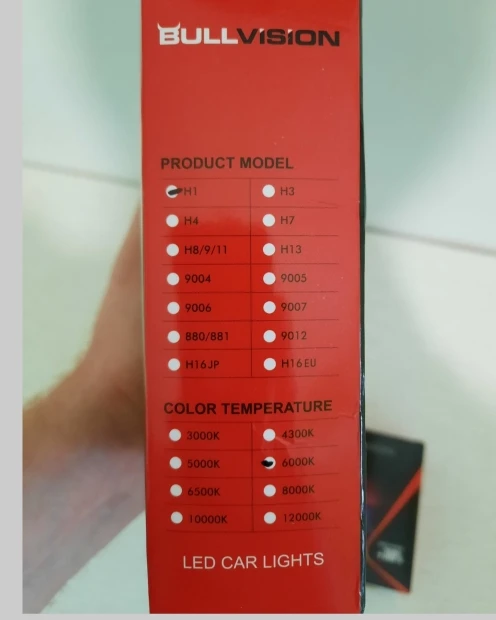 BULLVISION
PRODUCT MODEL
H1 H3
H4 H7
H8/9/11 H13
9004 9005
9006 9007
880/881 9012
H16JP H16EU
COLOR TEMPERATURE
3000K 4300K
5000K 6000K
6500K 8000K
10000K 12000K
LED CAR LIGHTS